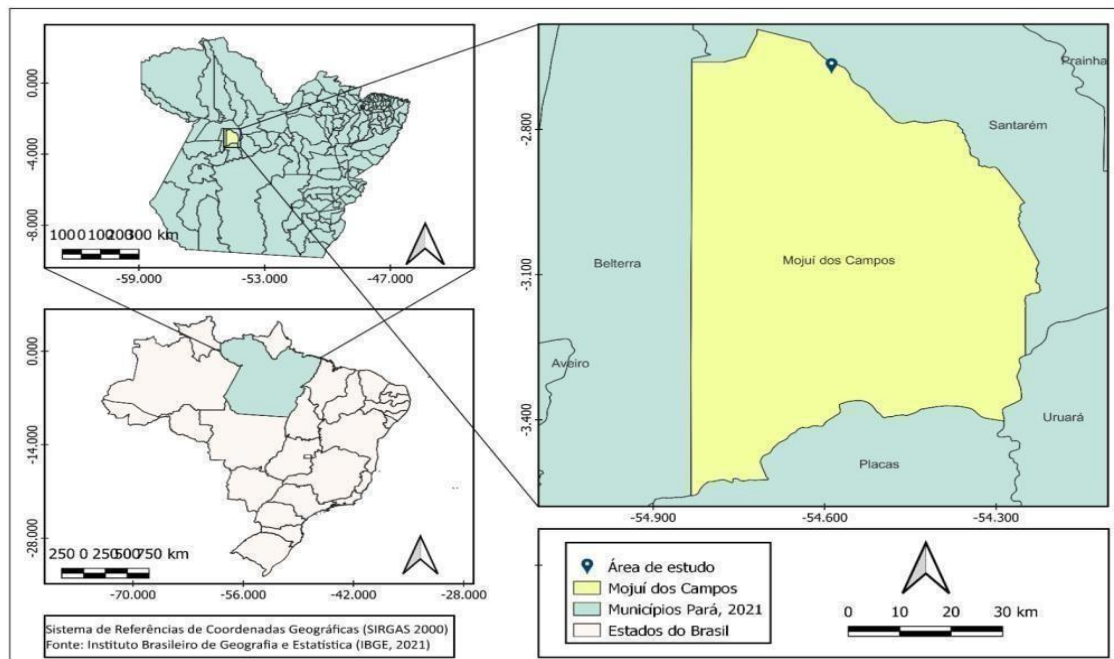 0.000
-4.000
-8.000
100 0 100 200 300 km
-59.000 -53.000 -47.000
0.000
-14.000
-28.000
250 0 250 500 750 km
-70.000 -56.000 -42.000 -28.000
Sistema de Referências de Coordenadas Geográficas (SIRGAS 2000)
Fonte: Instituto Brasileiro de Geografia e Estatística (IBGE, 2021)
Prainha
Santarém
Belterra
Mojuí dos Campos
Aveiro
Uruará
Placas
-2.800
-3.100
-3.400
-54.900 -54.600 -54.300
Área de estudo
Mojuí dos Campos
Municípios Pará, 2021
Estados do Brasil
0 10 20 30 km